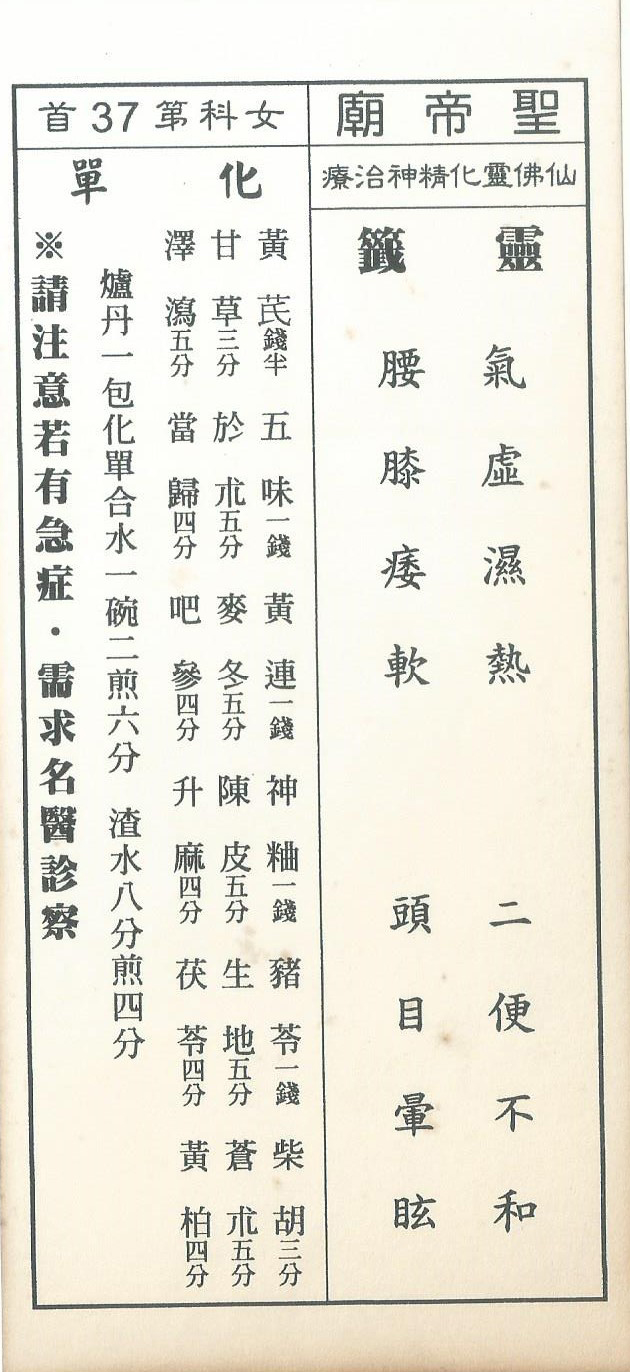 聖帝廟
仙佛靈化精神治療
靈籤
氣虛濕熱　二便不和
腰膝痿軟　頭目暈眩
女科第37首
化單
黃芪錢半　五味一錢　黃連一錢　神粬一錢　豬苓一錢　柴胡三分
甘草三分　於朮五分　麥冬五分　陳皮五分　生地五分　蒼朮五分
澤瀉五分　當歸四分　吧參四分　升麻四分　茯苓四分　黃柏四分
爐丹一包化單合水一碗二煎六分　渣水八分煎四分
※請注意若有急症・需求名醫診察